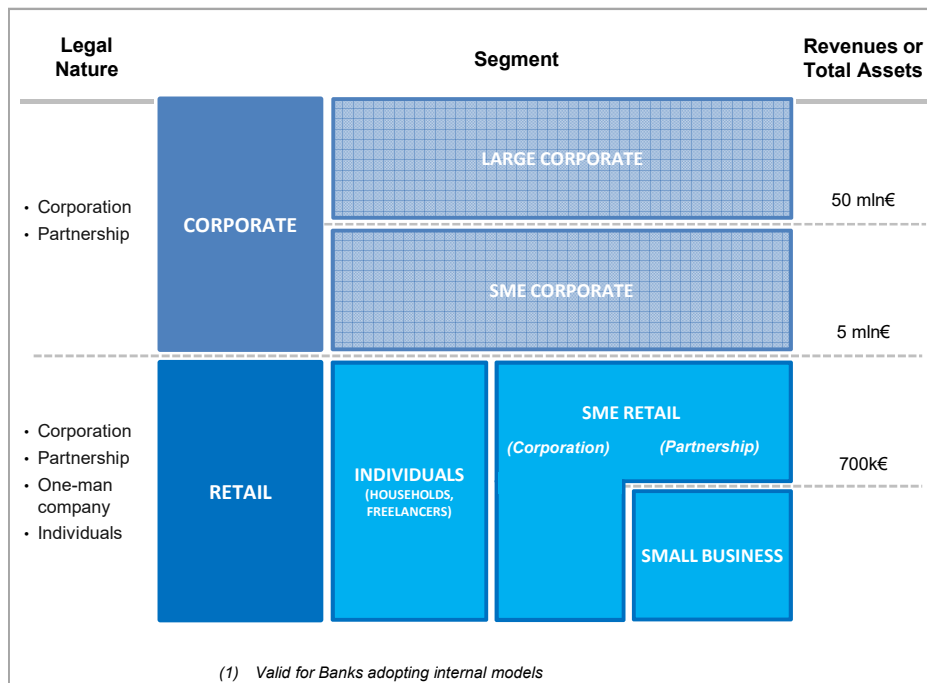 Legal
Nature
Segment
Revenues or
Total Assets
• Corporation
• Partnership
CORPORATE
LARGE CORPORATE
50 mln€
SME CORPORATE
5 mln€
• Corporation
• Partnership
• One-man
company
• Individuals
RETAIL
INDIVIDUALS
(HOUSEHOLDS,
FREELANCERS)
SME RETAIL
(Corporation) (Partnership)
700k€
SMALL BUSINESS
(1) Valid for Banks adopting internal models